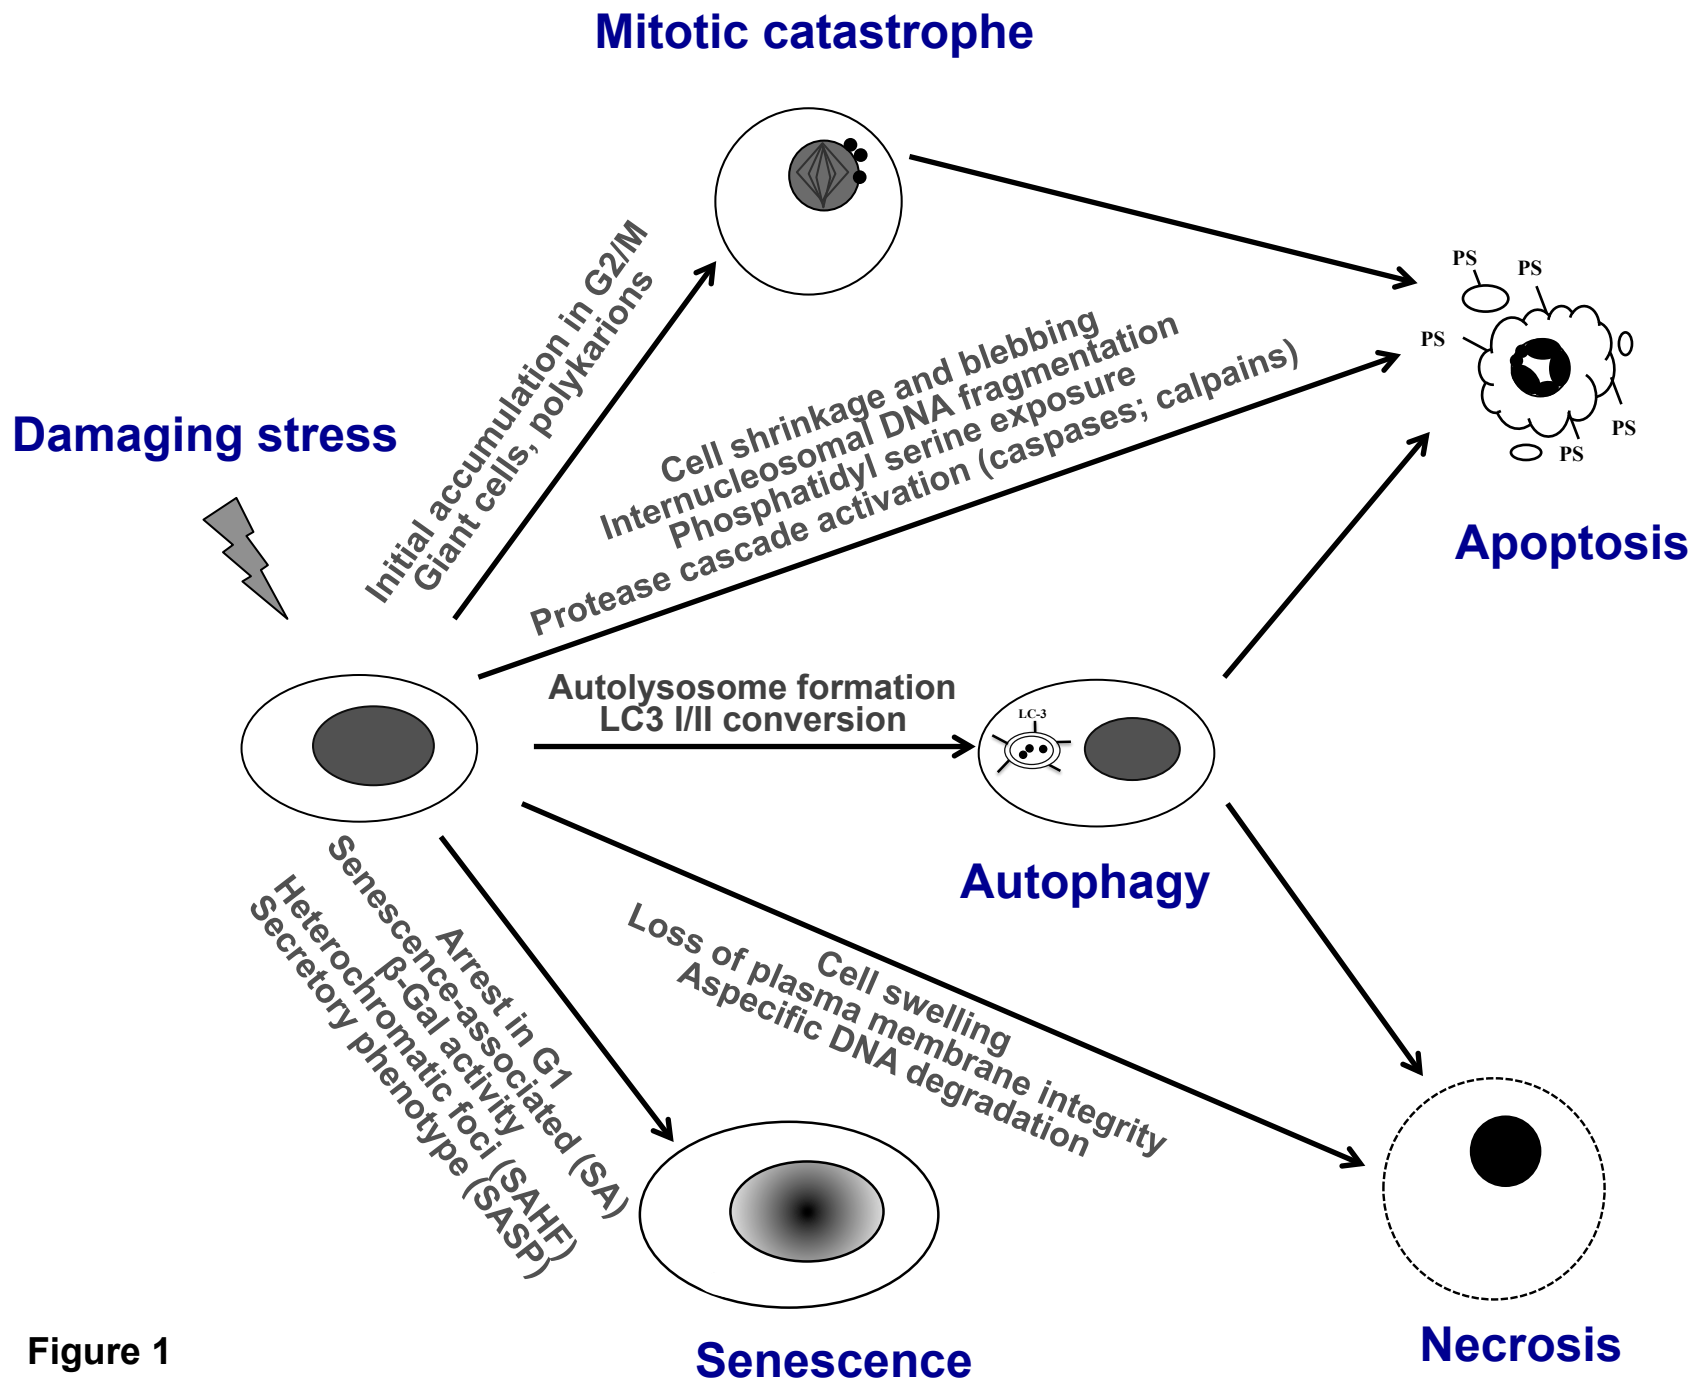 Mitotic catastrophe
Initial accumulation in G2/M
Giant cells, polykarions
PS
PS
PS
PS
PS
Cell shrinkage and blebbing
Internucleosomal DNA fragmentation
Phosphatidyl serine exposure
Protease cascade activation (caspases; calpains)
Damaging stress
Apoptosis
Autolysosome formation
LC3 I/II conversion
LC-3
Autophagy
Arrest in G1
Senescence-associated (SA)
β-Gal activity
Heterochromatic foci (SAHF)
Secretory phenotype (SASP)
Cell swelling
Loss of plasma membrane integrity
Aspecific DNA degradation
Senescence
Necrosis
Figure 1